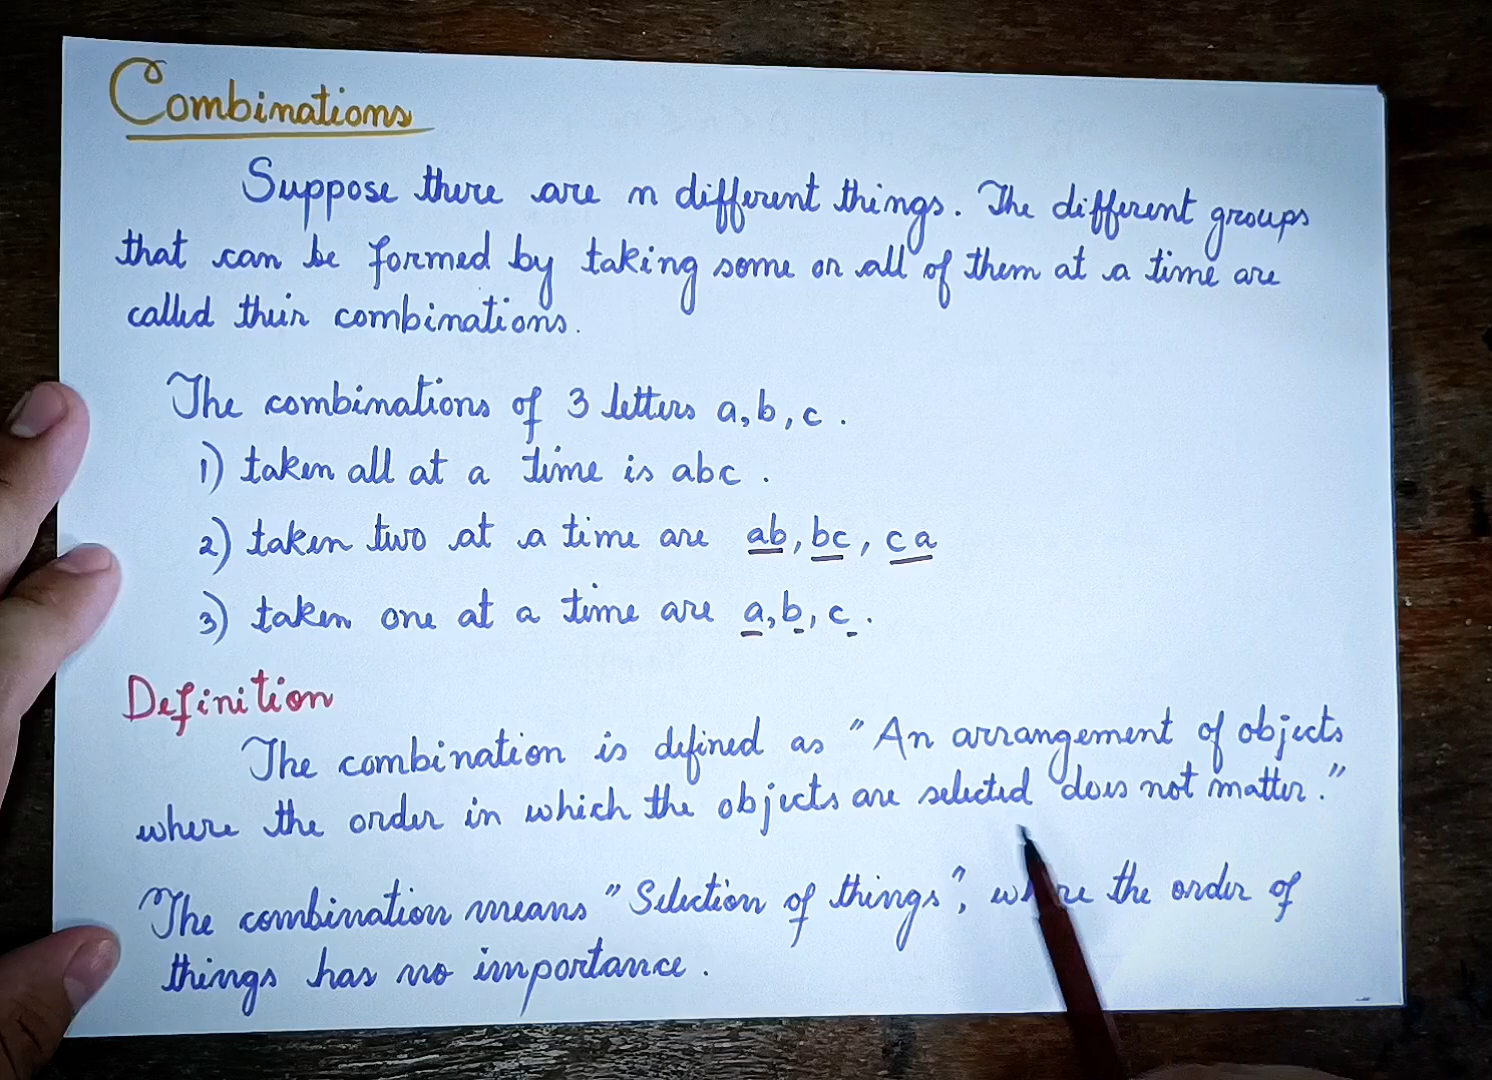 Combinations
Suppose there are n different things. The different groups
that can be formed by taking some or all of them at a time are
called their combinations.
The combinations of 3 letters a, b, c.
1) taken all at a time is abc.
2) taken two at a time are ab, bc, ca
3) taken one at a time are a, b, c.
Definition
The combination is defined as "An arrangement of objects
where the order in which the objects are selected does not matter."
The combination means "Selection of things", where the order of
things has no importance.